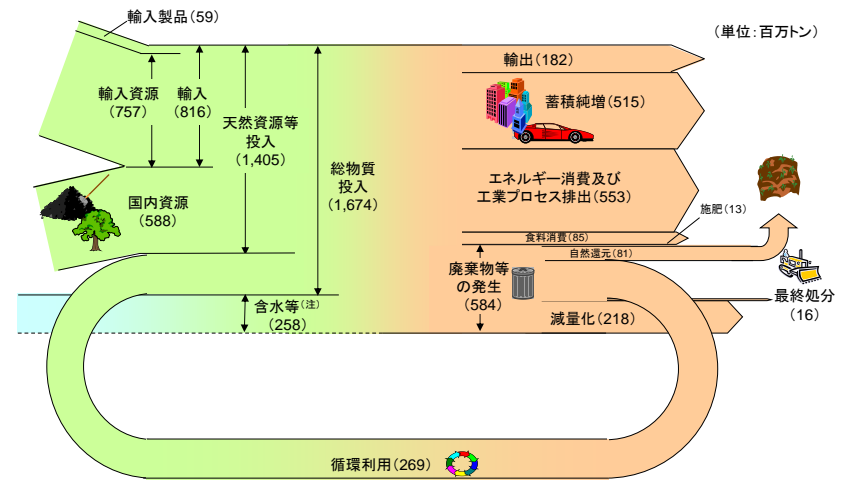 輸入製品(59)
(単位:百万トン)
輸出(182)
輸入資源
(757)
輸入
(816)
天然資源等
投入
(1,405)
総物質
投入
(1,674)
蓄積純増(515)
国内資源
(588)
エネルギー消費及び
工業プロセス排出(553)
施肥(13)
食料消費(85)
自然還元(81)
廃棄物等
の発生
(584)
含水等(注)
(258)
減量化(218)
最終処分
(16)
循環利用(269)